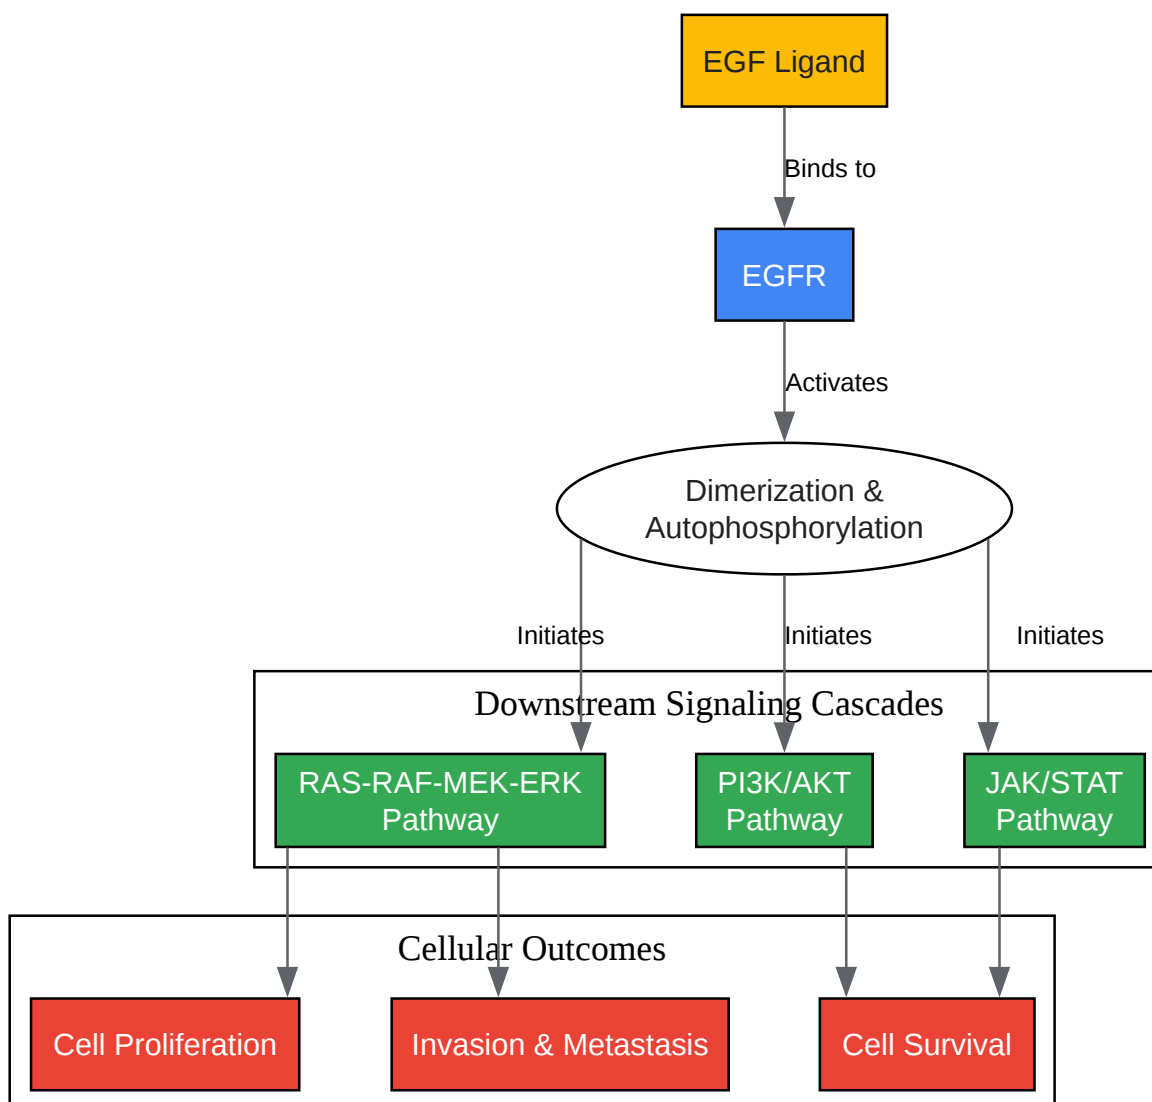 EGF Ligand
Binds to
EGFR
Activates
Dimerization &
Autophosphorylation
Initiates
Initiates
Initiates
Downstream Signaling Cascades
RAS-RAF-MEK-ERK
Pathway
PI3K/AKT
Pathway
JAK/STAT
Pathway
Cellular Outcomes
Cell Proliferation
Invasion & Metastasis
Cell Survival